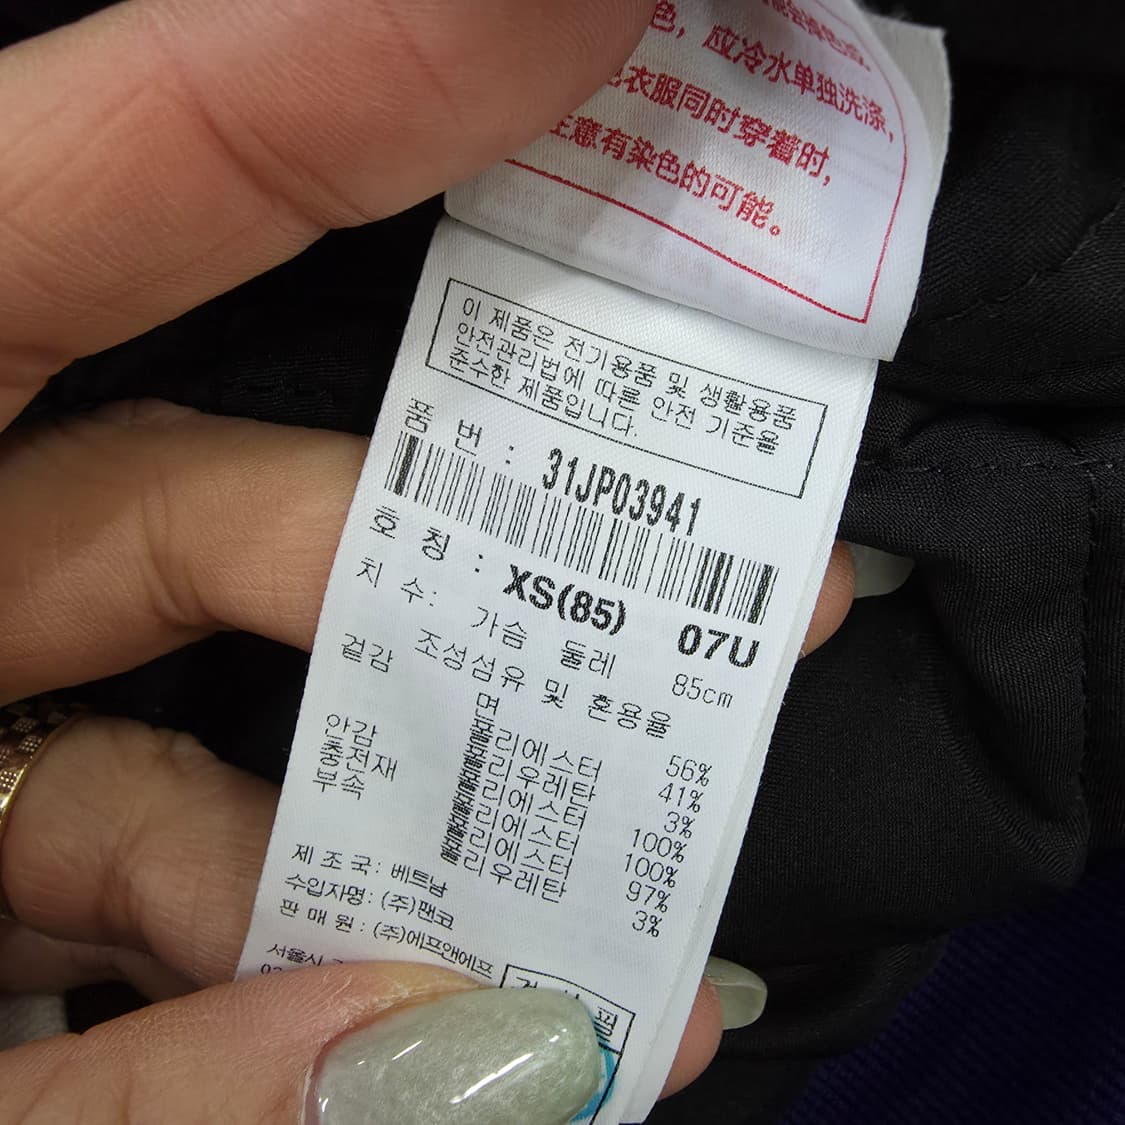 色，应冷水单独洗涤，
衣服同时穿着时，
注意有染色的可能。
이 제품은 전기용품 및 생활용품
안전관리법에 따른 안전 기준을
준수한 제품입니다.
품 번 : 31JP03941
호 칭 : XS(85) 07U
치 수: 가슴 둘레 85cm
조성섬유 및 혼용율
겉감 면 56%
폴리에스터 41%
폴리우레탄 3%
안감 폴리에스터 100%
충전재 폴리에스터 100%
부속 폴리에스터 97%
폴리우레탄 3%
제 조 국: 베트남
수입자명: (주)팬코
판 매 원 : (주)에프앤에프
서울시